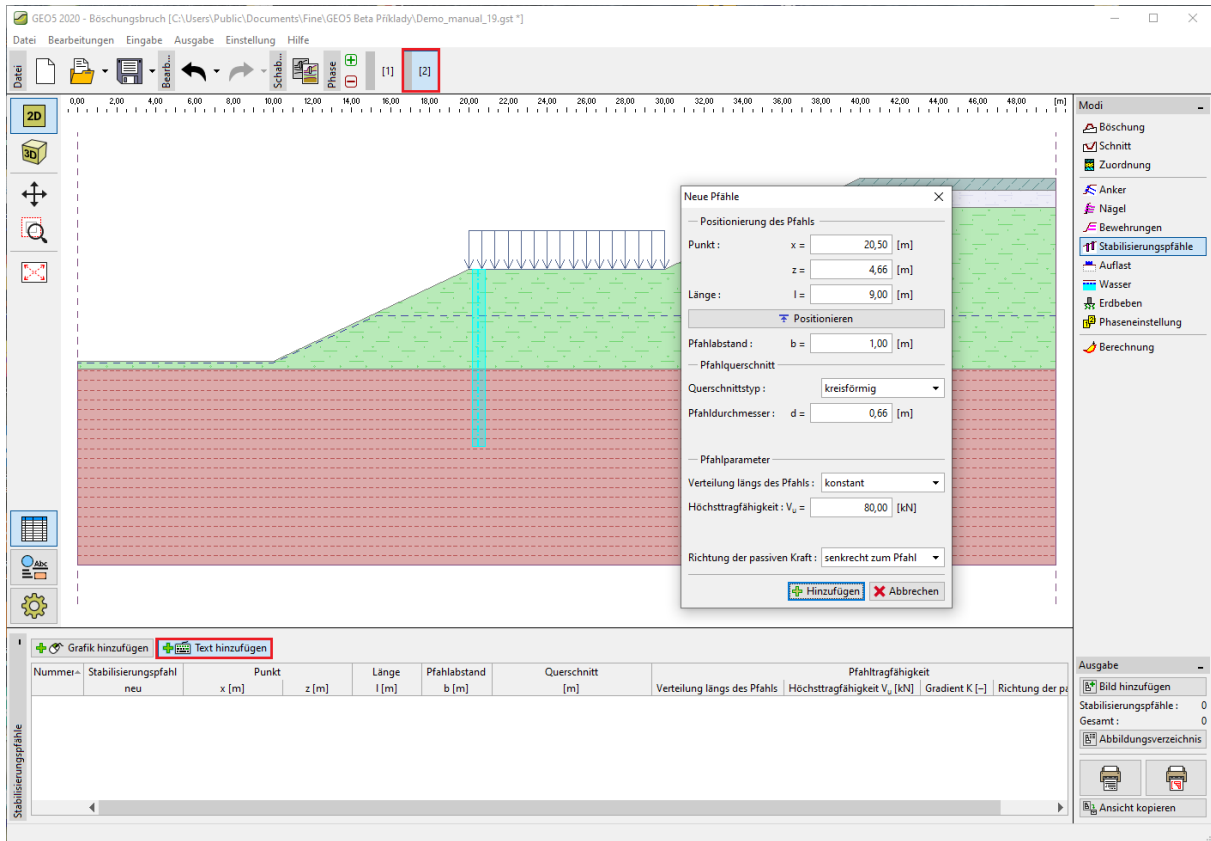 GEO5 2020 - Böschungsbruch [C:\Users\Public\Documents\Fine\GEO5 Beta Příklady\Demo_manual_19.gst *]
Datei Bearbeitungen Eingabe Ausgabe Einstellung Hilfe
Datei Bearb... Schab... Phase [1] [2]
2D
3D
Abc
0,00 2,00 4,00 6,00 8,00 10,00 12,00 14,00 16,00 18,00 20,00 22,00 24,00 26,00 28,00 30,00 32,00 34,00 36,00 38,00 40,00 42,00 44,00 46,00 48,00 [m]
Neue Pfähle
Positionierung des Pfahls
Punkt : x = 20,50 [m]
z = 4,66 [m]
Länge : l = 9,00 [m]
Positionieren
Pfahlabstand : b = 1,00 [m]
Pfahlquerschnitt
Querschnittstyp : kreisförmig
Pfahldurchmesser : d = 0,66 [m]
Pfahlparameter
Verteilung längs des Pfahls : konstant
Höchsttragfähigkeit : Vu = 80,00 [kN]
Richtung der passiven Kraft : senkrecht zum Pfahl
Hinzufügen Abbrechen
Modi
Böschung
Schnitt
Zuordnung
Anker
Nägel
Bewehrungen
Stabilisierungspfähle
Auflast
Wasser
Erdbeben
Phaseneinstellung
Berechnung
Stabilisierungspfähle
Grafik hinzufügen Text hinzufügen
Nummer Stabilisierungspfahl Punkt Länge Pfahlabstand Querschnitt Pfahltragfähigkeit
neu x [m] z [m] l [m] b [m] [m] Verteilung längs des Pfahls Höchsttragfähigkeit Vu [kN] Gradient K [–] Richtung der pa
Ausgabe
Bild hinzufügen
Stabilisierungspfähle : 0
Gesamt : 0
Abbildungsverzeichnis
Ansicht kopieren